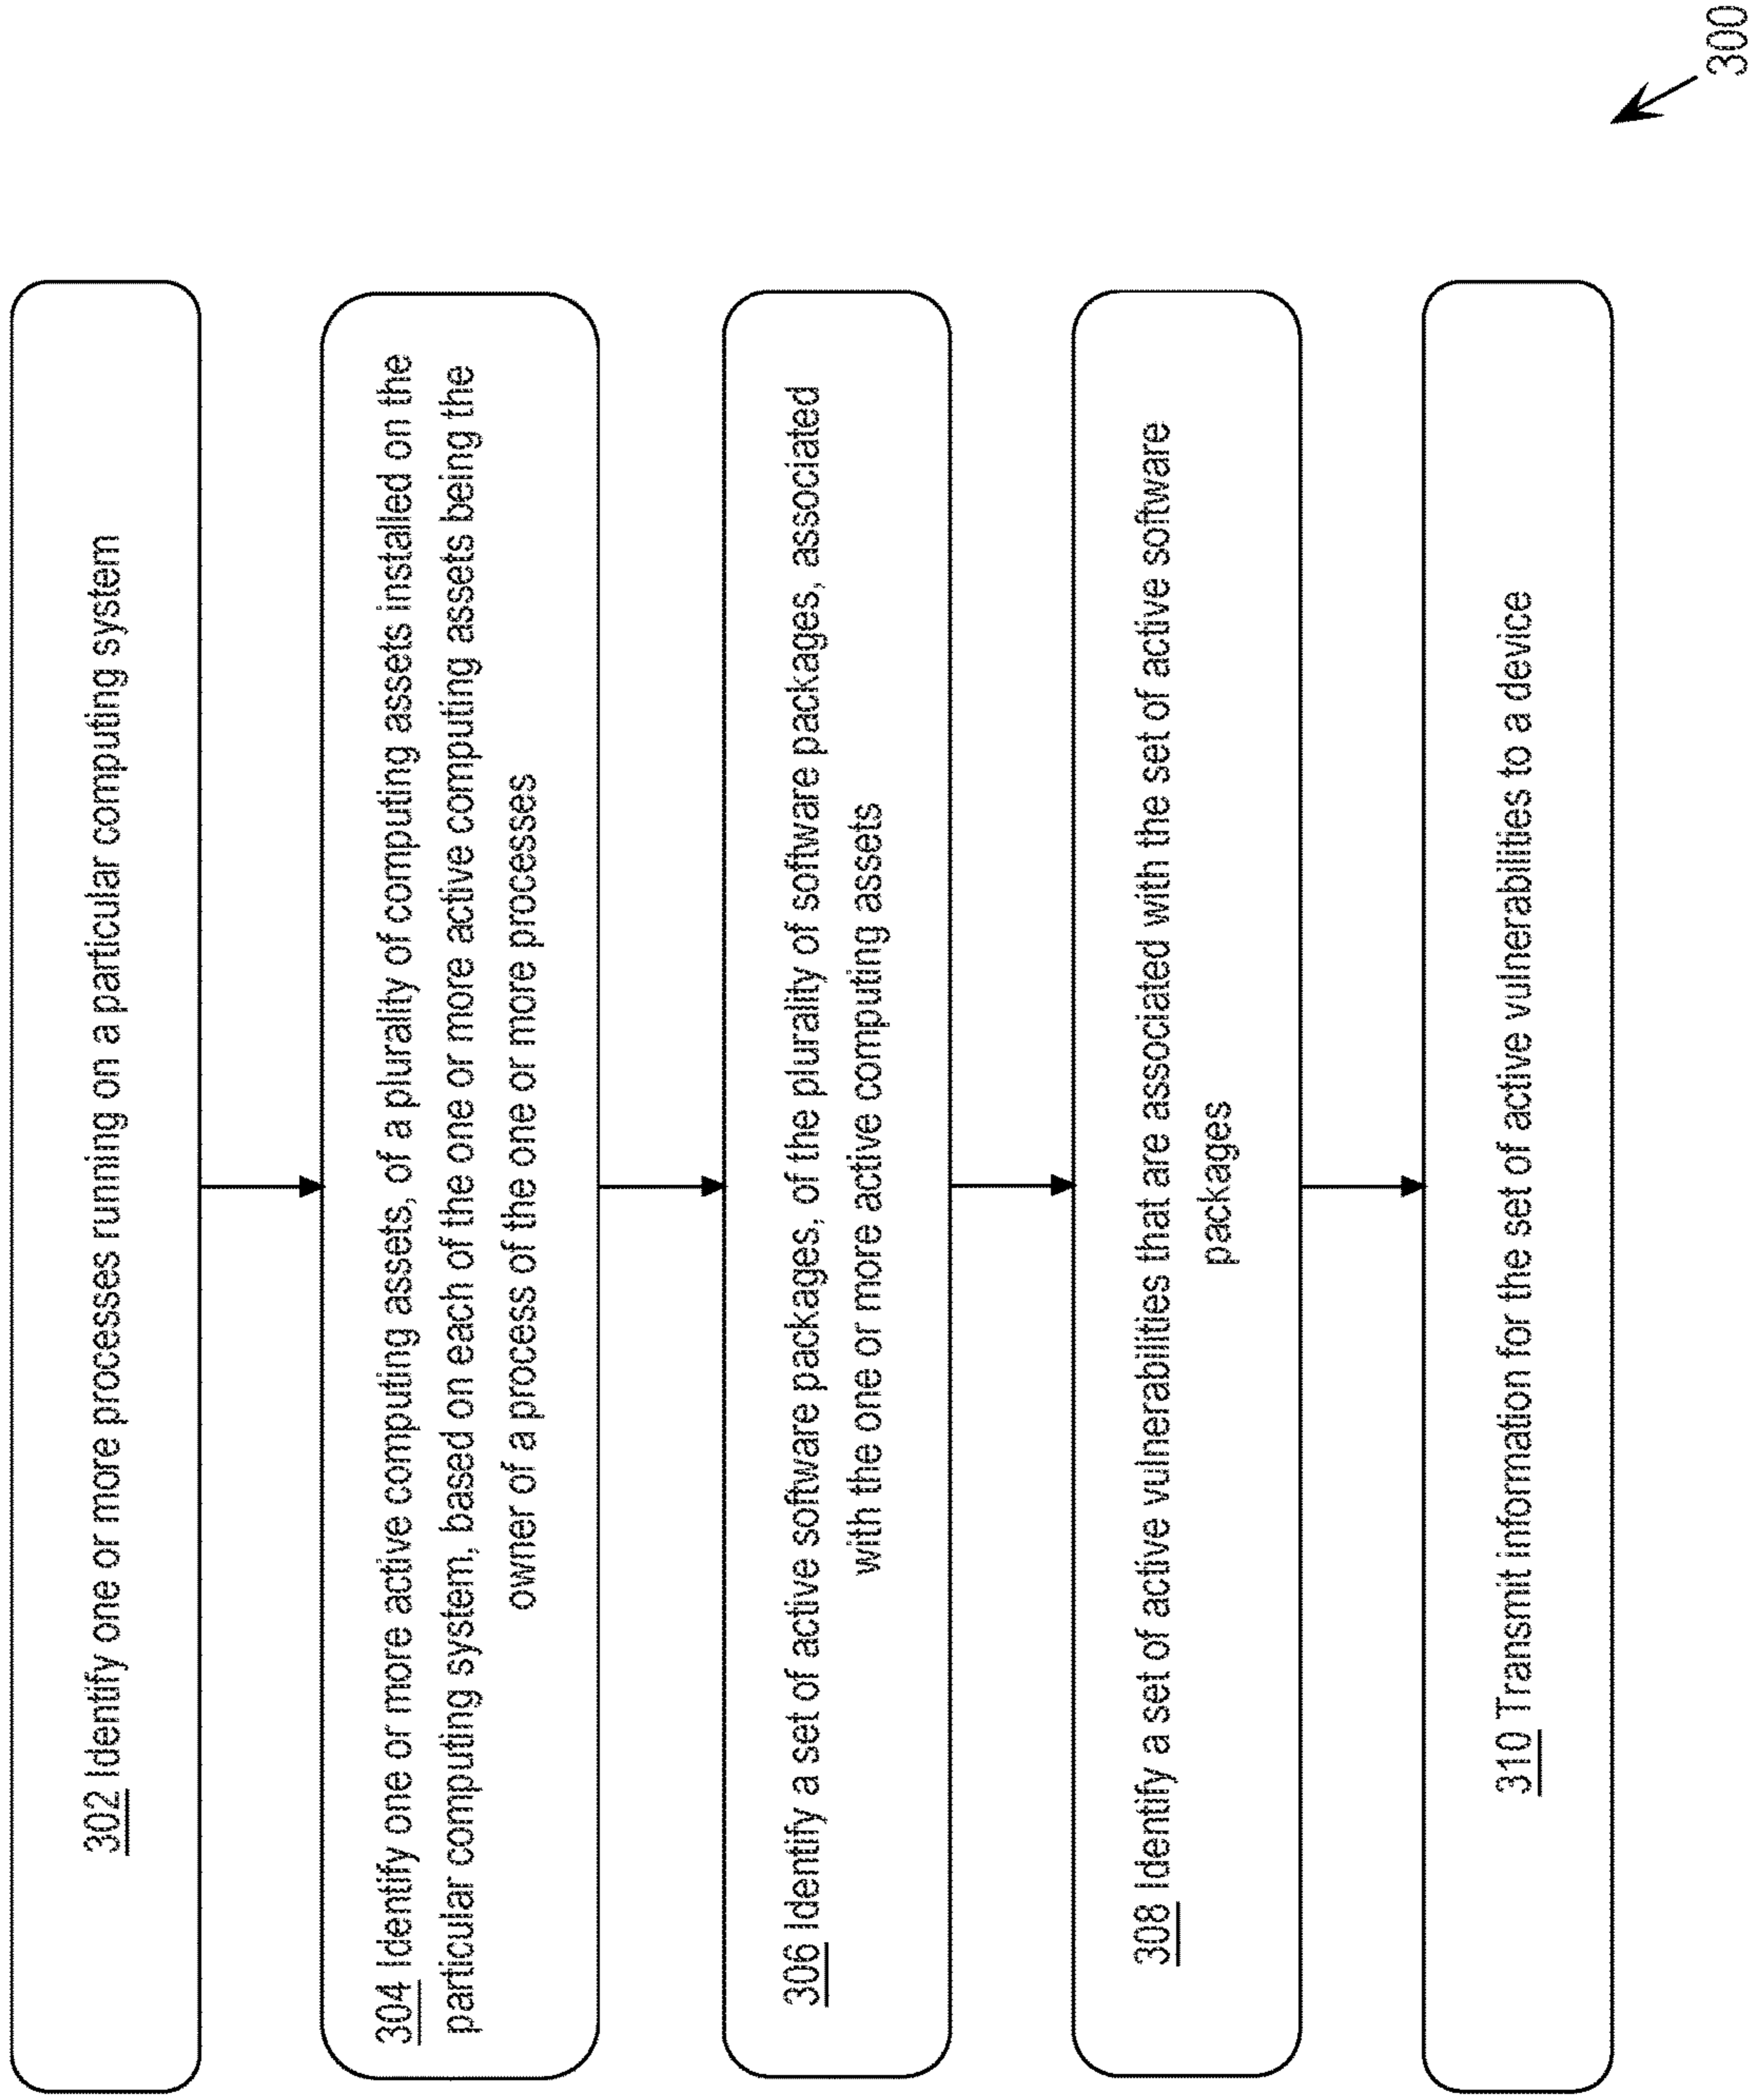 302 Identify one or more processes running on a particular computing system
304 Identify one or more active computing assets, of a plurality of computing assets installed on the
particular computing system, based on each of the one or more active computing assets being the
owner of a process of the one or more processes
306 Identify a set of active software packages, of the plurality of software packages, associated
with the one or more active computing assets
308 Identify a set of active vulnerabilities that are associated with the set of active software
packages
310 Transmit information for the set of active vulnerabilities to a device
300